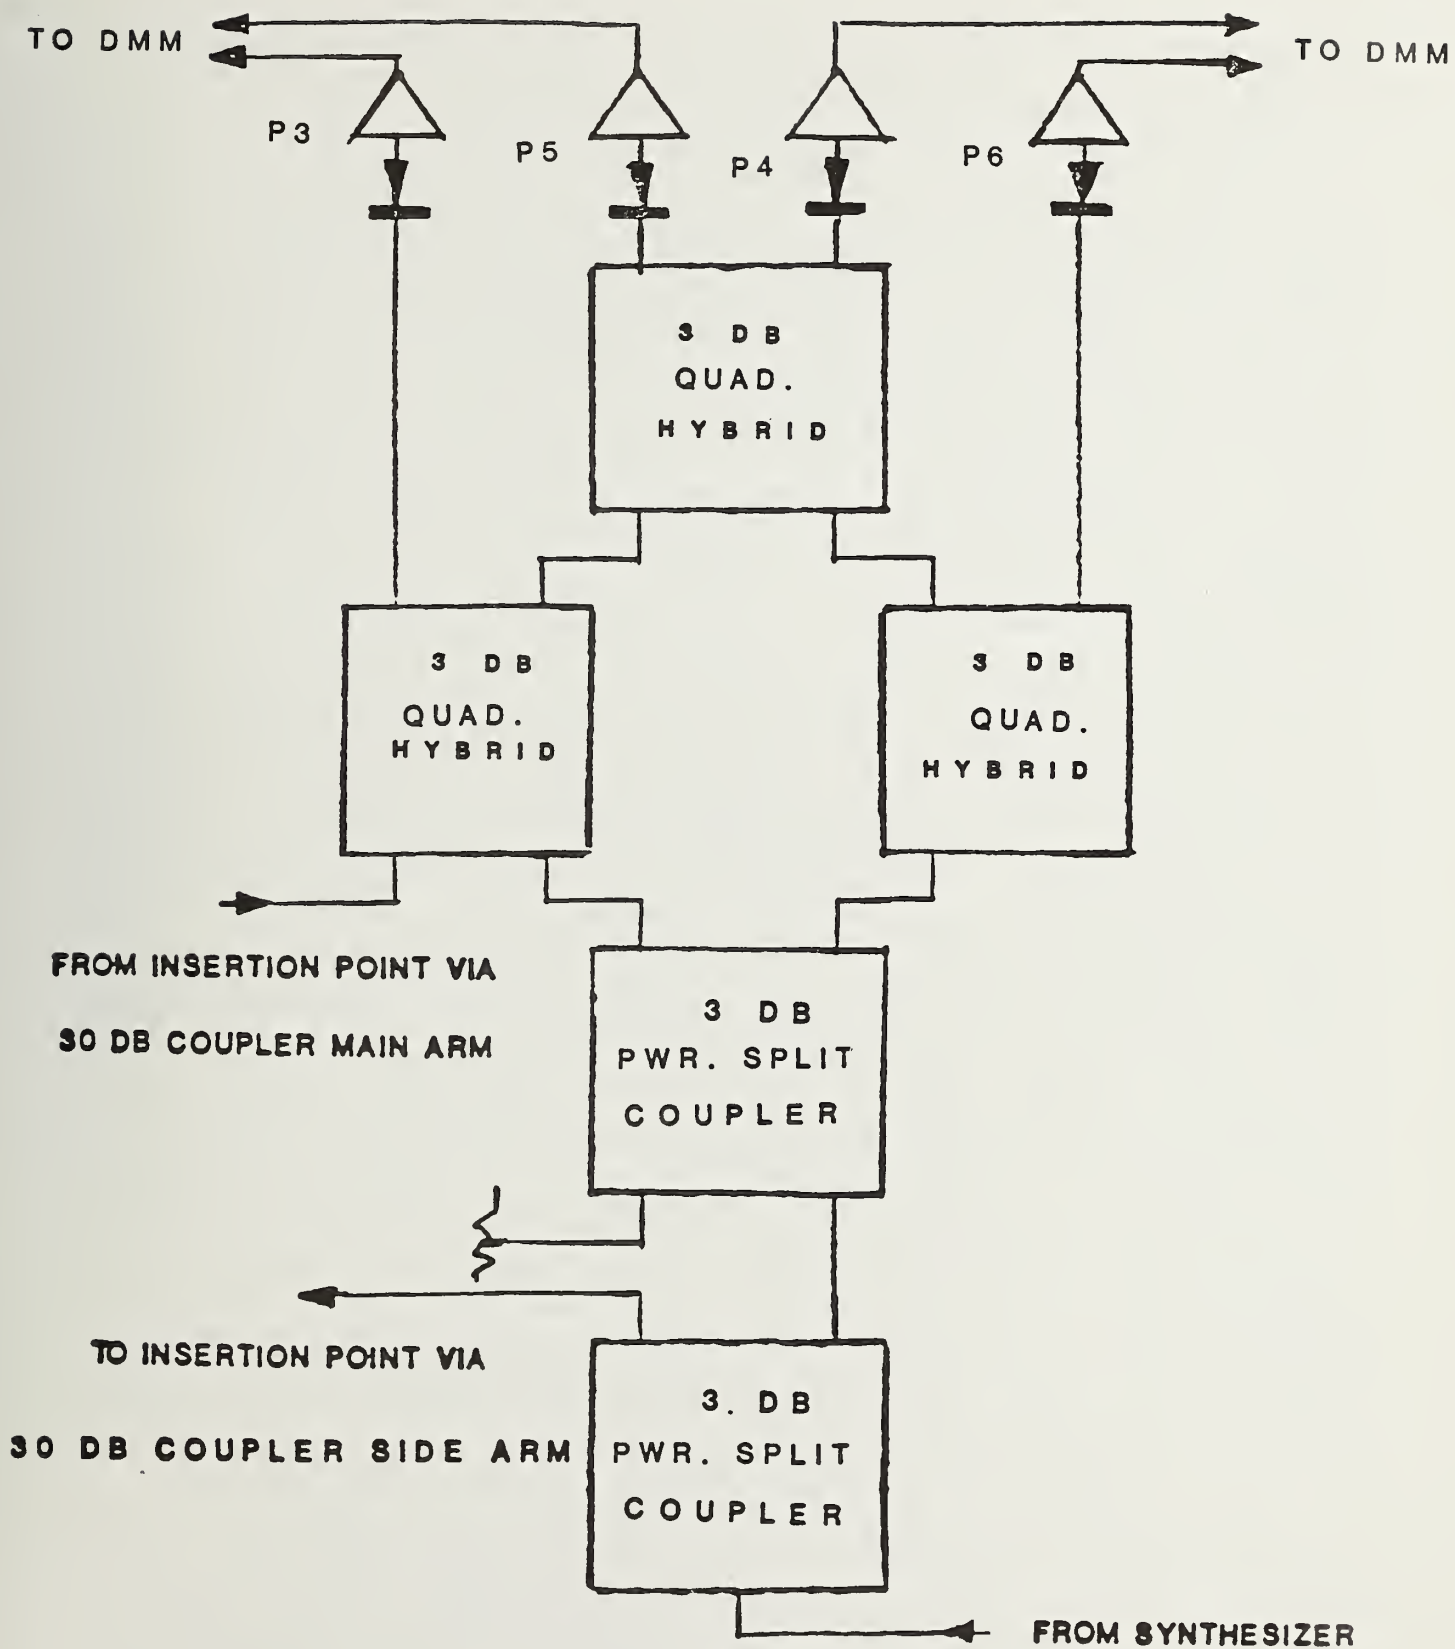 TO DMM
TO DMM
P3
P5
P4
P6
3 DB
QUAD.
HYBRID
3 DB
QUAD.
HYBRID
3 DB
QUAD.
HYBRID
FROM INSERTION POINT VIA
30 DB COUPLER MAIN ARM
3 DB
PWR. SPLIT
COUPLER
TO INSERTION POINT VIA
30 DB COUPLER SIDE ARM
3. DB
PWR. SPLIT
COUPLER
FROM SYNTHESIZER